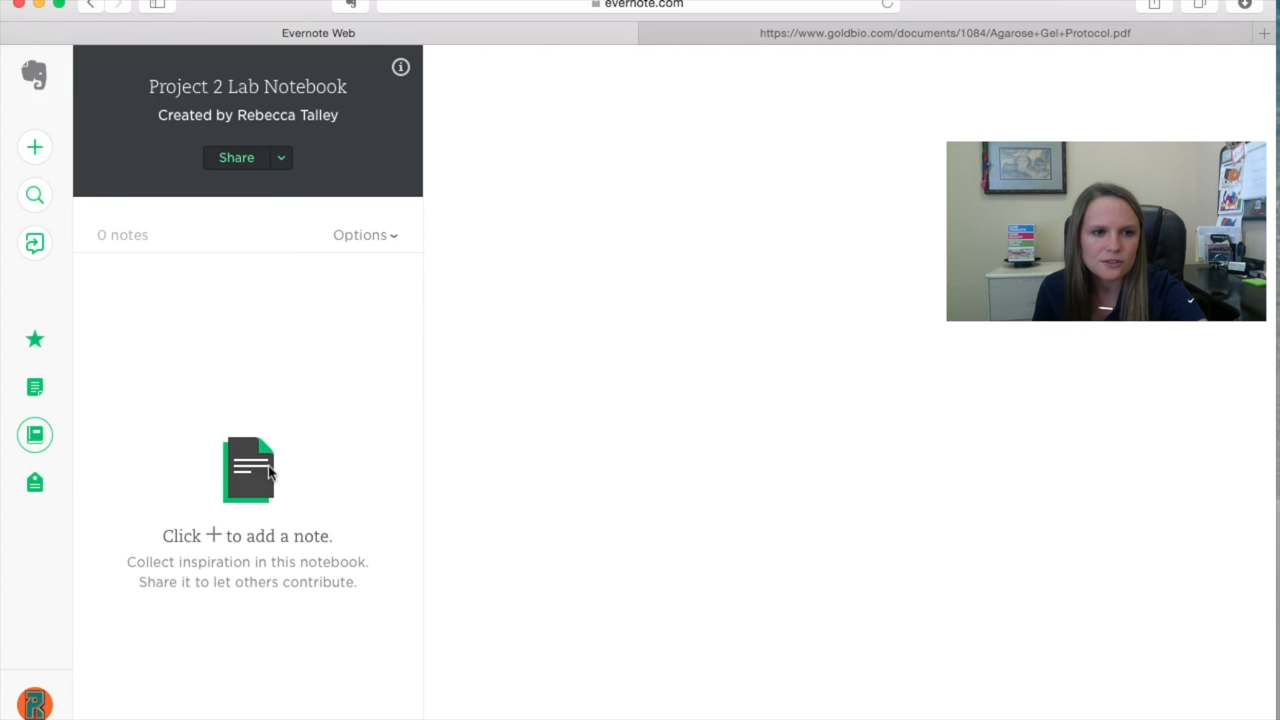 evernote.com
Evernote Web
https://www.goldbio.com/documents/1084/Agarose+Gel+Protocol.pdf
Project 2 Lab Notebook
Created by Rebecca Talley
Share
0 notes
Options
Click + to add a note.
Collect inspiration in this notebook.
Share it to let others contribute.